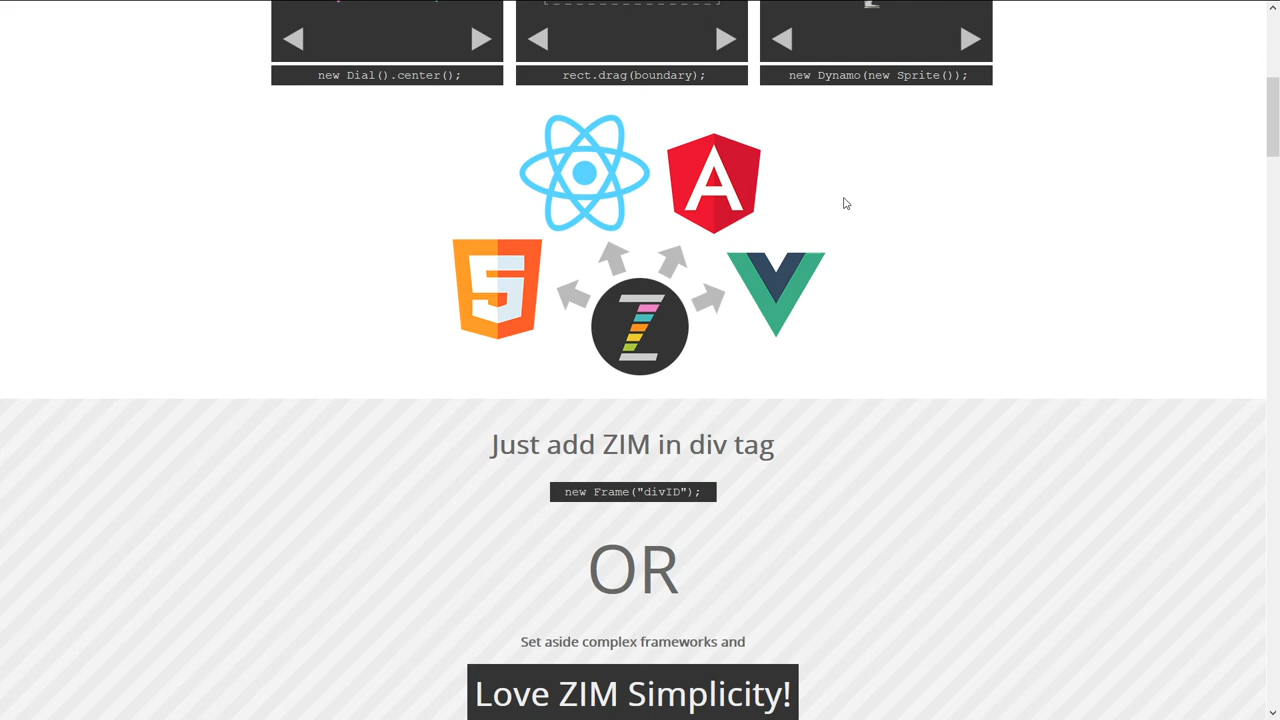 new Dial().center();
rect.drag(boundary);
new Dynamo(new Sprite());
A
5
Z
Just add ZIM in div tag
new Frame("divID");
OR
Set aside complex frameworks and
Love ZIM Simplicity!